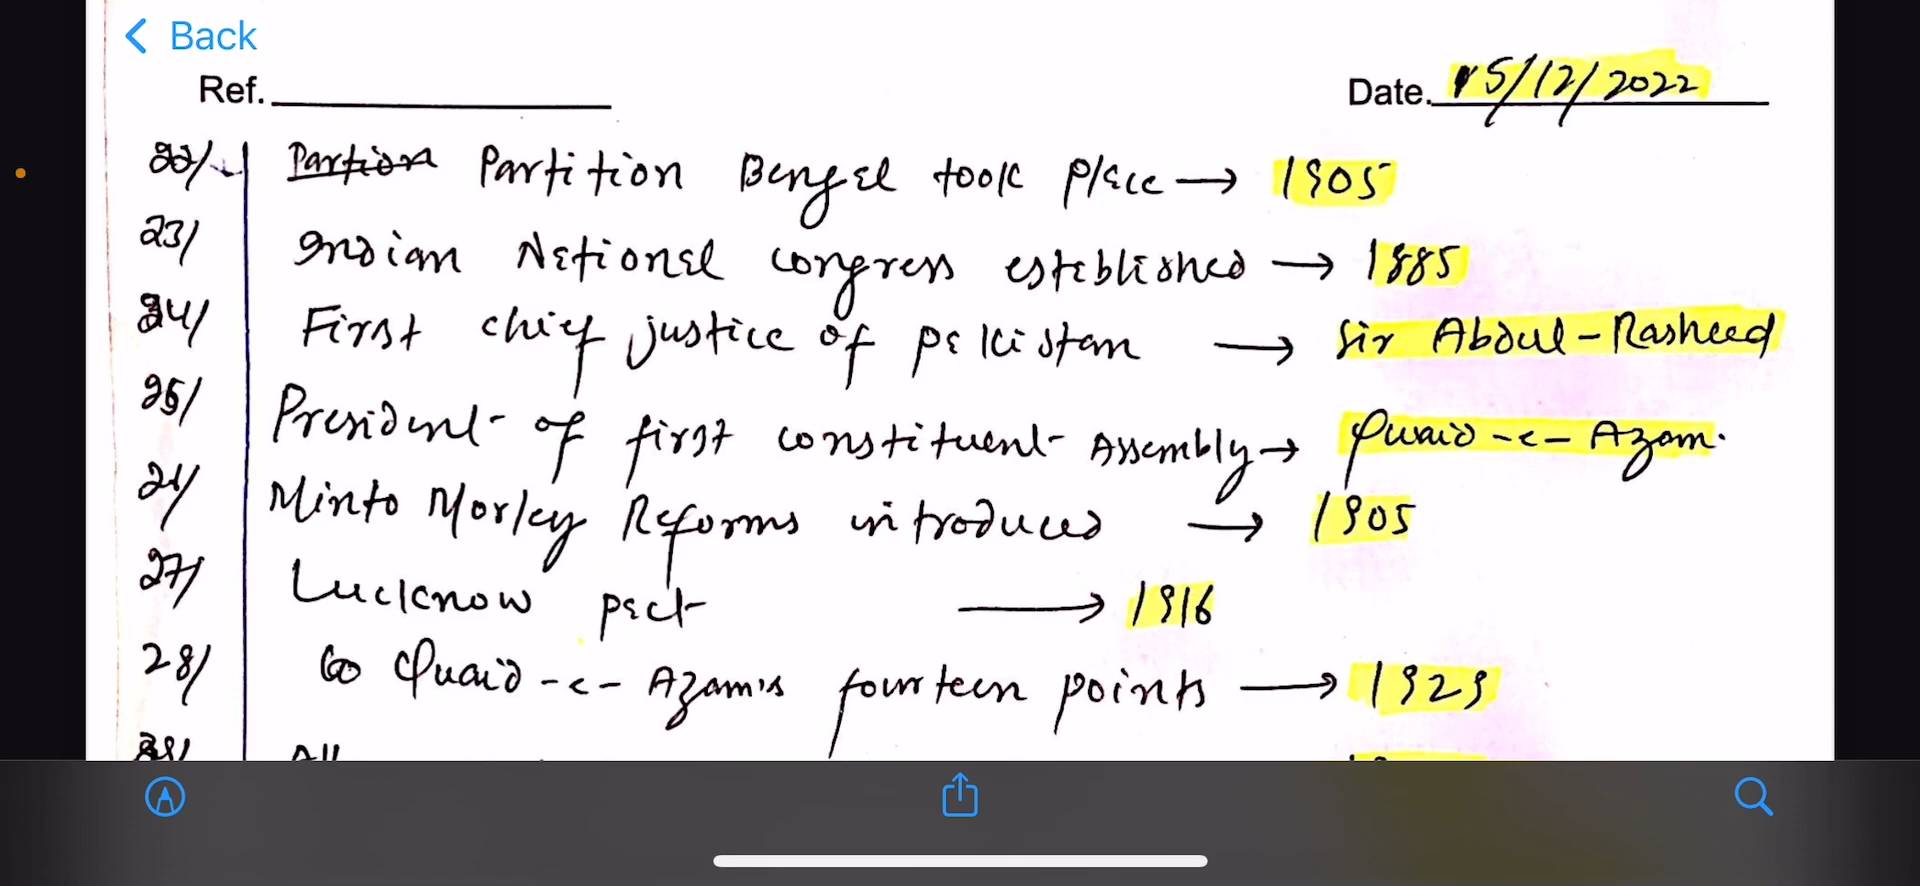 Back
Ref. Date. 15/12/2022
22/ Partion Partition Bengal took place → 1905
23/ Indian National congress established → 1885
24/ First chief justice of pakistan → Sir Abdul-Rasheed
25/ President of first constituent Assembly → Quaid-e-Azam.
Minto Morley Reforms introduced → 1905
27/ Lucknow pact → 1916
28/ Quaid-e-Azam's fourteen points → 1929
All